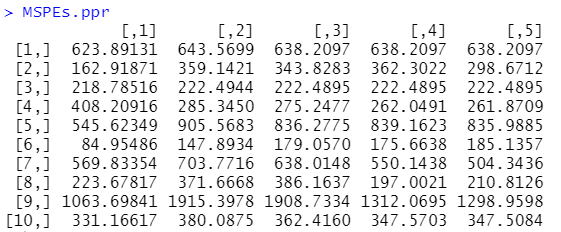 > MSPEs.ppr
[,1] [,2] [,3] [,4] [,5]
[1,] 623.89131 643.5699 638.2097 638.2097 638.2097
[2,] 162.91871 359.1421 343.8283 362.3022 298.6712
[3,] 218.78516 222.4944 222.4895 222.4895 222.4895
[4,] 408.20916 285.3450 275.2477 262.0491 261.8709
[5,] 545.62349 905.5683 836.2775 839.1623 835.9885
[6,] 84.95486 147.8934 179.0570 175.6638 185.1357
[7,] 569.83354 703.7716 638.0148 550.1438 504.3436
[8,] 223.67817 371.6668 386.1637 197.0021 210.8126
[9,] 1063.69841 1915.3978 1908.7334 1312.0695 1298.9598
[10,] 331.16617 380.0875 362.4160 347.5703 347.5084